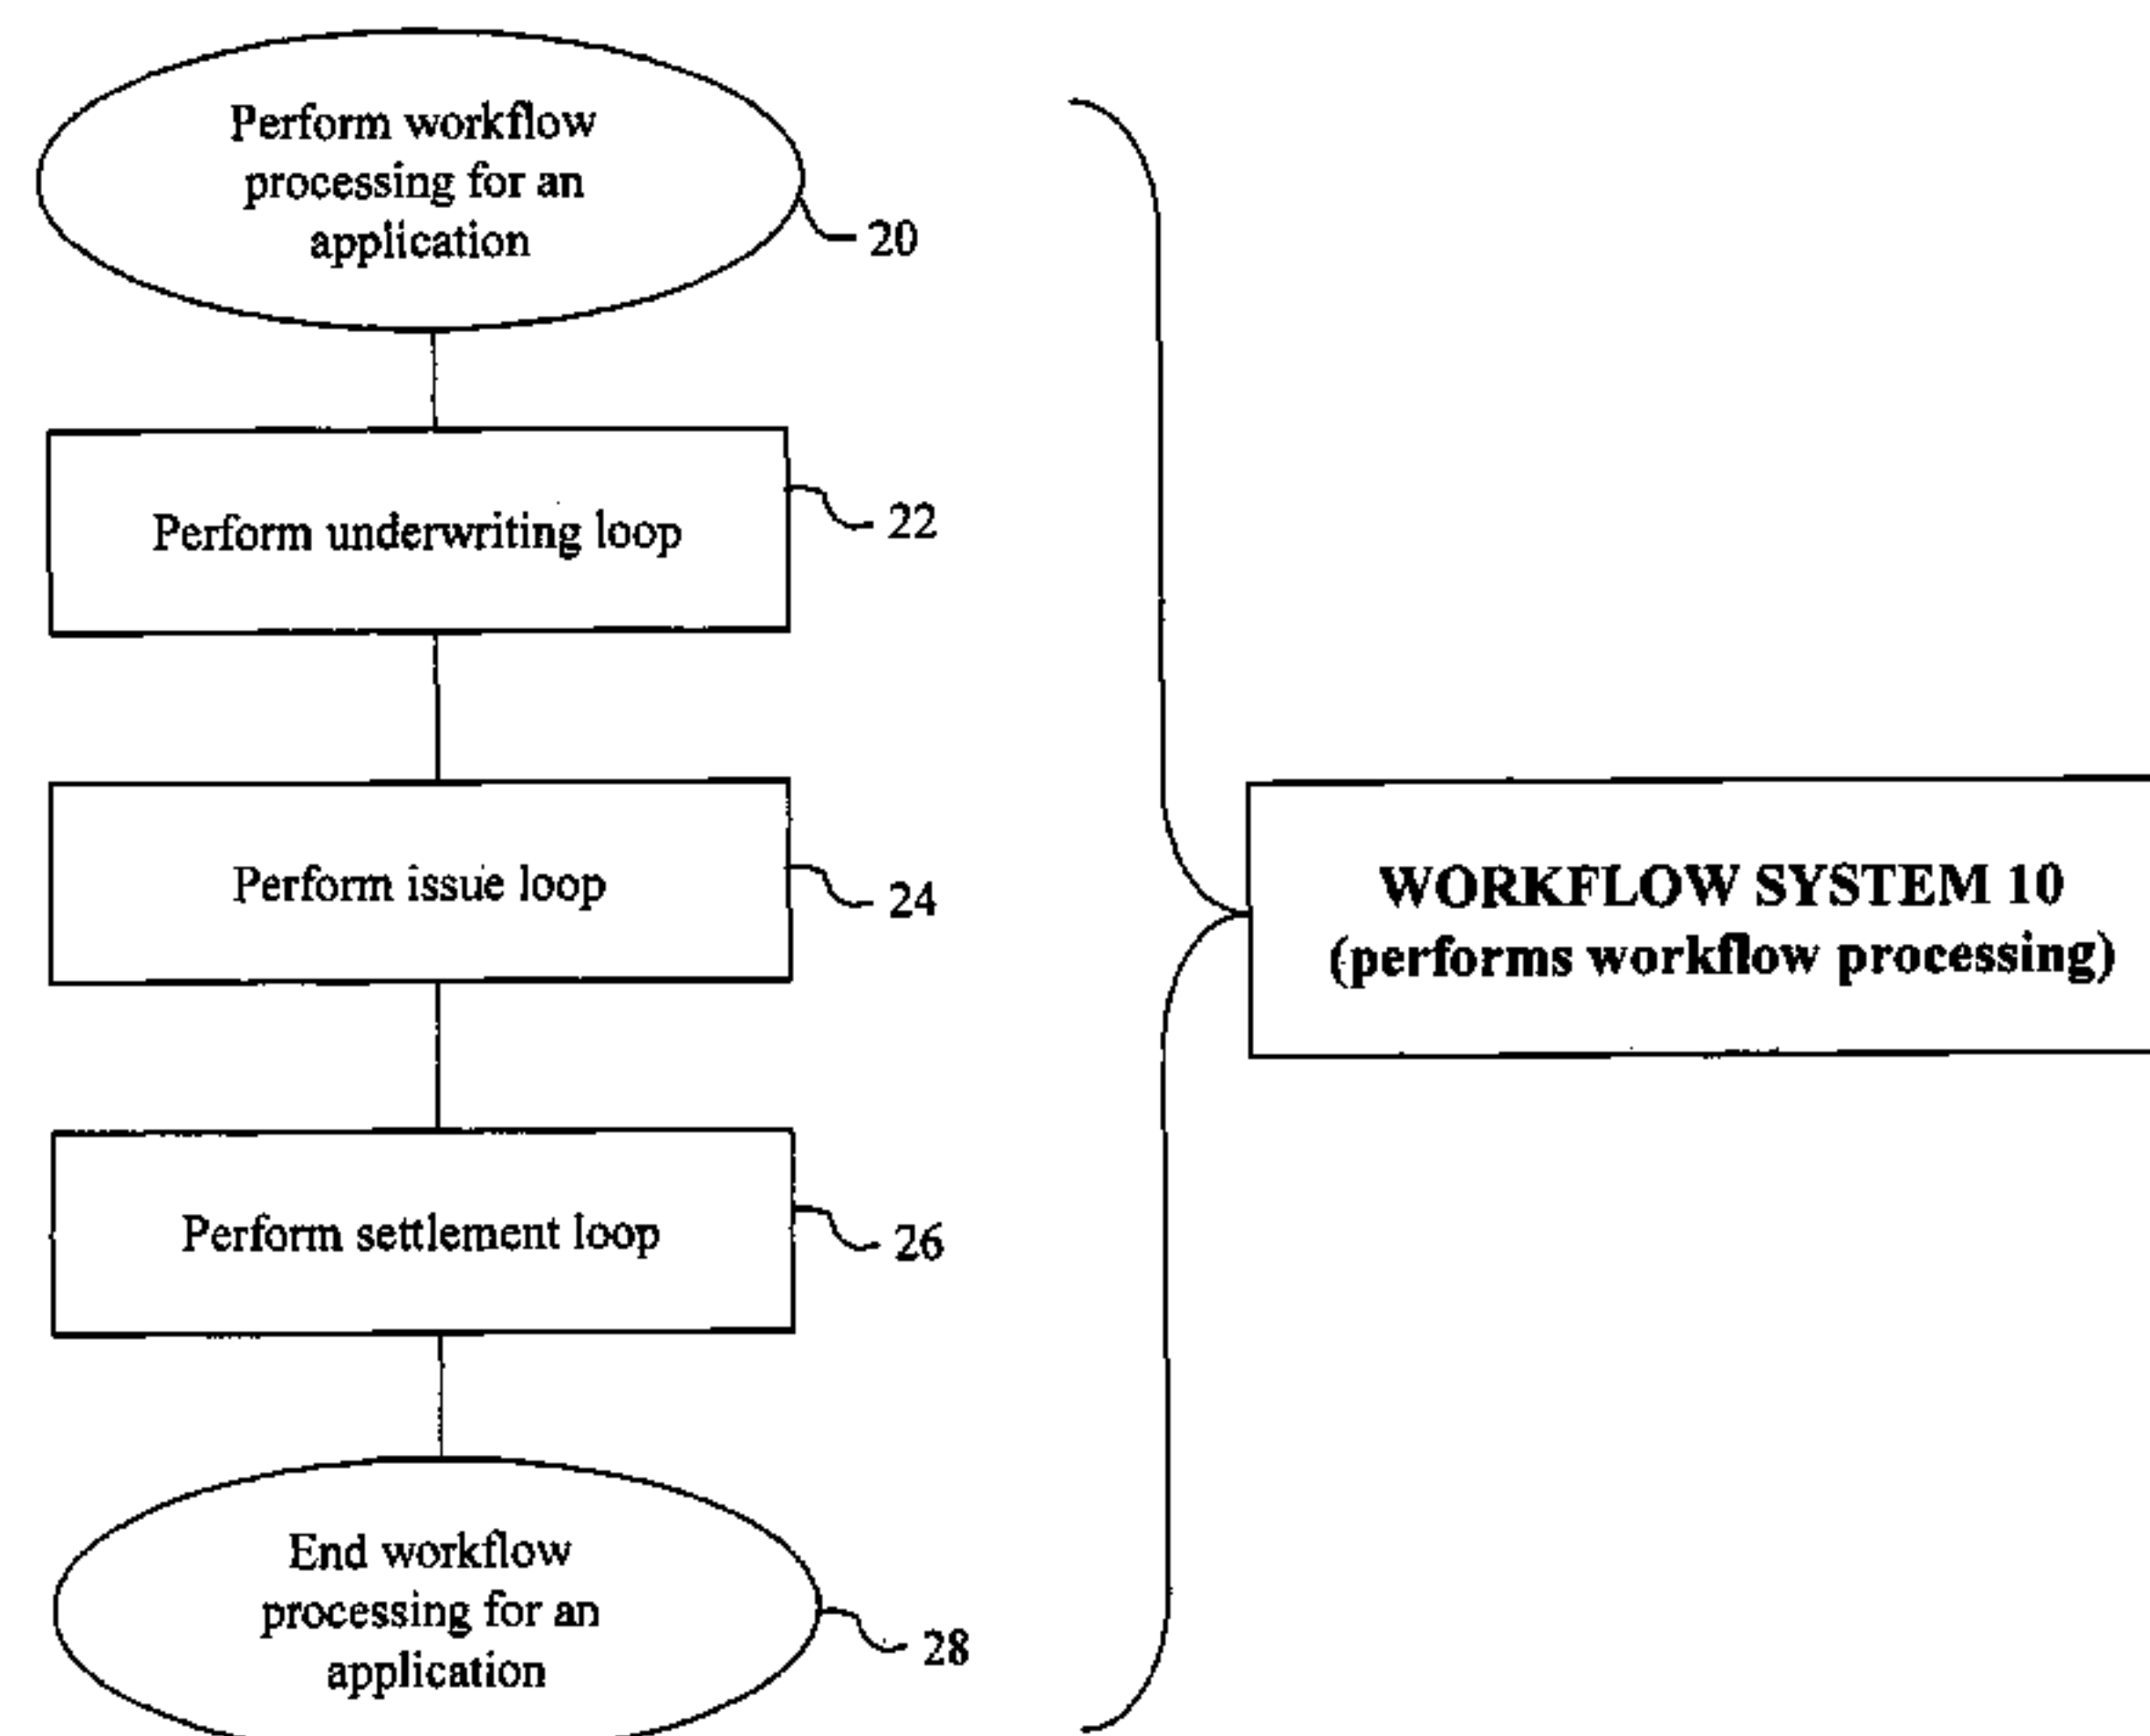 Perform workflow
processing for an
application
20
Perform underwriting loop
22
Perform issue loop
24
WORKFLOW SYSTEM 10
(performs workflow processing)
Perform settlement loop
26
End workflow
processing for an
application
28